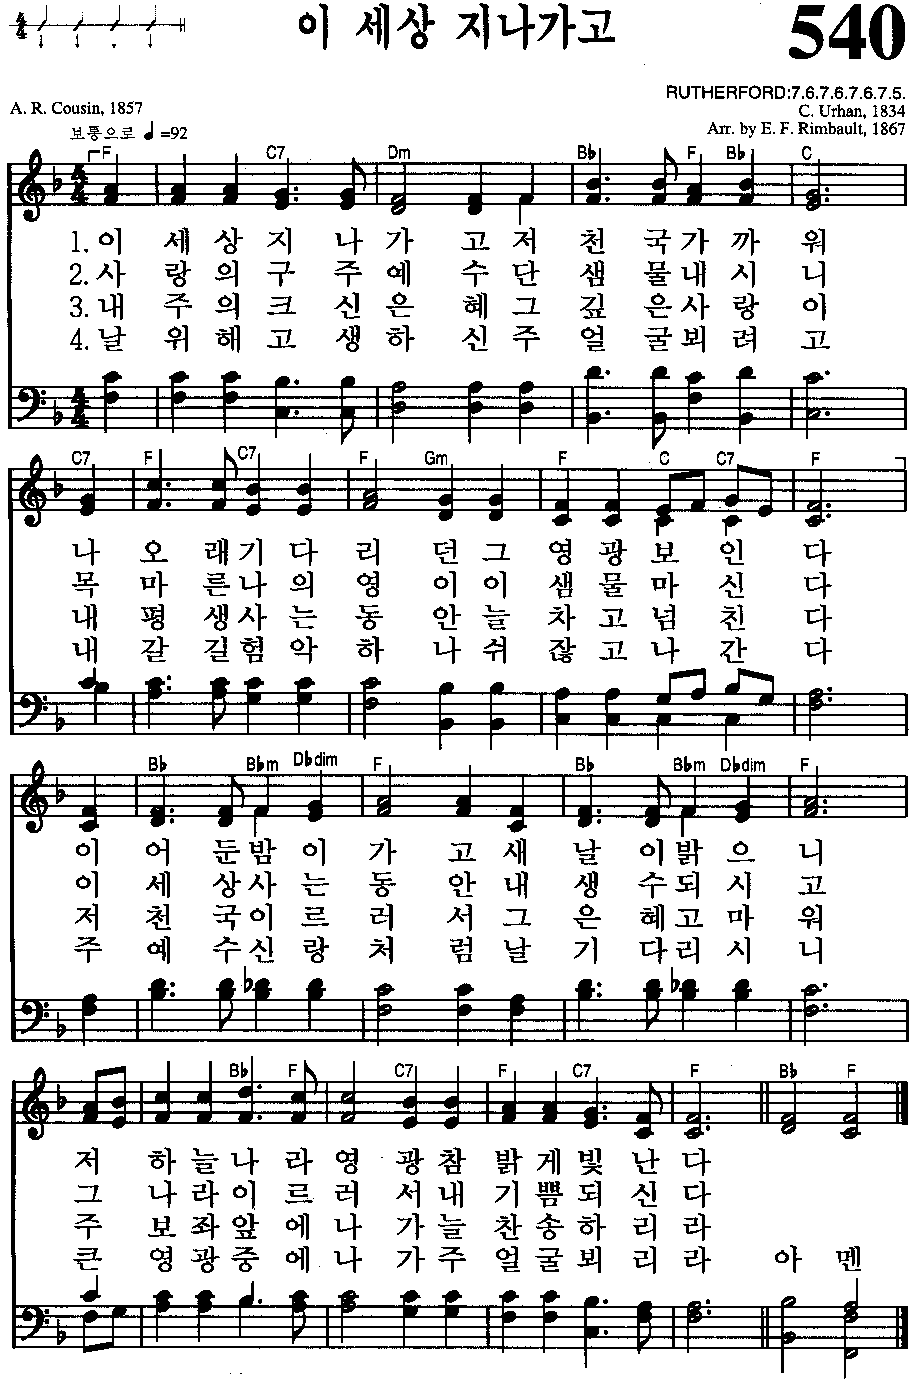 이 세상 지나가고
540
RUTHERFORD:7.6.7.6.7.6.7.5.
A. R. Cousin, 1857
C. Urhan, 1834
Arr. by E. F. Rimbault, 1867
보통으로 ♩=92
F C7 Dm B♭ F B♭ C
4/4
1. 이 세 상 지 나 가 고 저 천 국 가 까 워
2. 사 랑 의 구 주 예 수 단 샘 물 내 시 니
3. 내 주 의 크 신 은 혜 그 깊 은 사 랑 이
4. 날 위 해 고 생 하 신 주 얼 굴 뵈 려 고
C7 F C7 F Gm F C C7 F
나 오 래 기 다 리 던 그 영 광 보 인 다
목 마 른 나 의 영 이 이 샘 물 마 신 다
내 평 생 사 는 동 안 늘 차 고 넘 친 다
내 갈 길 험 악 하 나 쉬 잖 고 나 간 다
B♭ B♭m D♭dim F B♭ B♭m D♭dim F
이 어 둔 밤 이 가 고 새 날 이 밝 으 니
이 세 상 사 는 동 안 내 생 수 되 시 고
저 천 국 이 르 러 서 그 은 혜 고 마 워
주 예 수 신 랑 처 럼 날 기 다 리 시 니
B♭ F C7 F C7 F B♭ F
저 하 늘 나 라 영 광 참 밝 게 빛 난 다
그 나 라 이 르 러 서 내 기 쁨 되 신 다
주 보 좌 앞 에 나 가 늘 찬 송 하 리 라
큰 영 광 중 에 나 가 주 얼 굴 뵈 리 라 아 멘